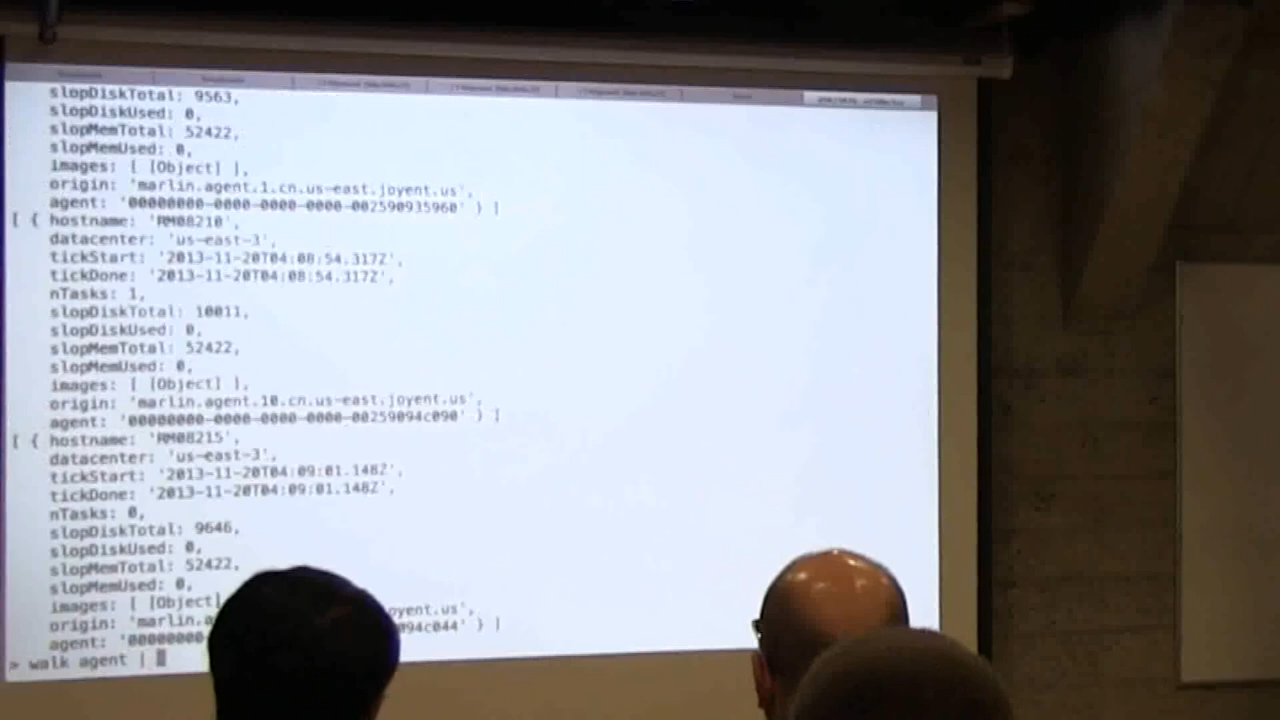 slopDiskTotal: 9563,
slopDiskUsed: 0,
slopMemTotal: 52422,
slopMemUsed: 0,
images: [ [Object] ],
origin: 'marlin.agent.1.cn.us-east.joyent.us',
agent: '00000000-0000-0000-0000-002590935960' } ]
[ { hostname: 'RM08210',
datacenter: 'us-east-3',
tickStart: '2013-11-20T04:08:54.317Z',
tickDone: '2013-11-20T04:08:54.317Z',
nTasks: 1,
slopDiskTotal: 10011,
slopDiskUsed: 0,
slopMemTotal: 52422,
slopMemUsed: 0,
images: [ [Object] ],
origin: 'marlin.agent.10.cn.us-east.joyent.us',
agent: '00000000-0000-0000-0000-00259094c090' } ]
[ { hostname: 'RM08215',
datacenter: 'us-east-3',
tickStart: '2013-11-20T04:09:01.148Z',
tickDone: '2013-11-20T04:09:01.148Z',
nTasks: 0,
slopDiskTotal: 9646,
slopDiskUsed: 0,
slopMemTotal: 52422,
slopMemUsed: 0,
images: [ [Object]
origin: 'marlin.a oyent.us',
agent: '00000000 094c044' } ]
> walk agent |